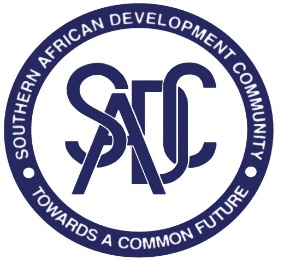 SOUTHERN AFRICAN DEVELOPMENT COMMUNITY
SADC
TOWARDS A COMMON FUTURE